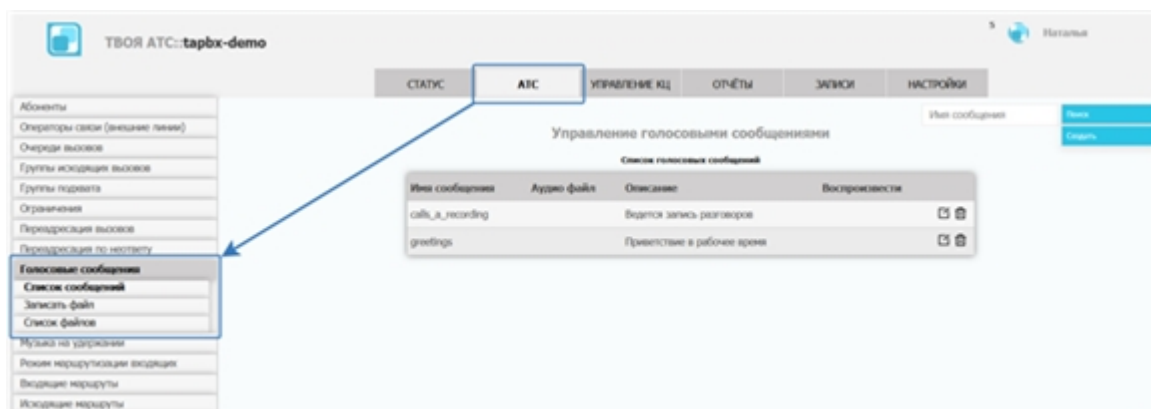 ТВОЯ АТС::tapbx-demo
5
Наталья
СТАТУС АТС УПРАВЛЕНИЕ КЦ ОТЧЁТЫ ЗАПИСИ НАСТРОЙКИ
Абоненты
Операторы связи (внешние линии)
Очереди вызовов
Группы исходящих вызовов
Группы подхвата
Ограничения
Переадресация вызовов
Переадресация по неответу
Голосовые сообщения
Список сообщений
Записать файл
Список файлов
Музыка на удержании
Режим маршрутизации входящих
Входящие маршруты
Исходящие маршруты
Имя сообщения Поиск
Создать
Управление голосовыми сообщениями
Список голосовых сообщений
Имя сообщения Аудио файл Описание Воспроизвести
calls_a_recording Ведется запись разговоров
greetings Приветствие в рабочее время